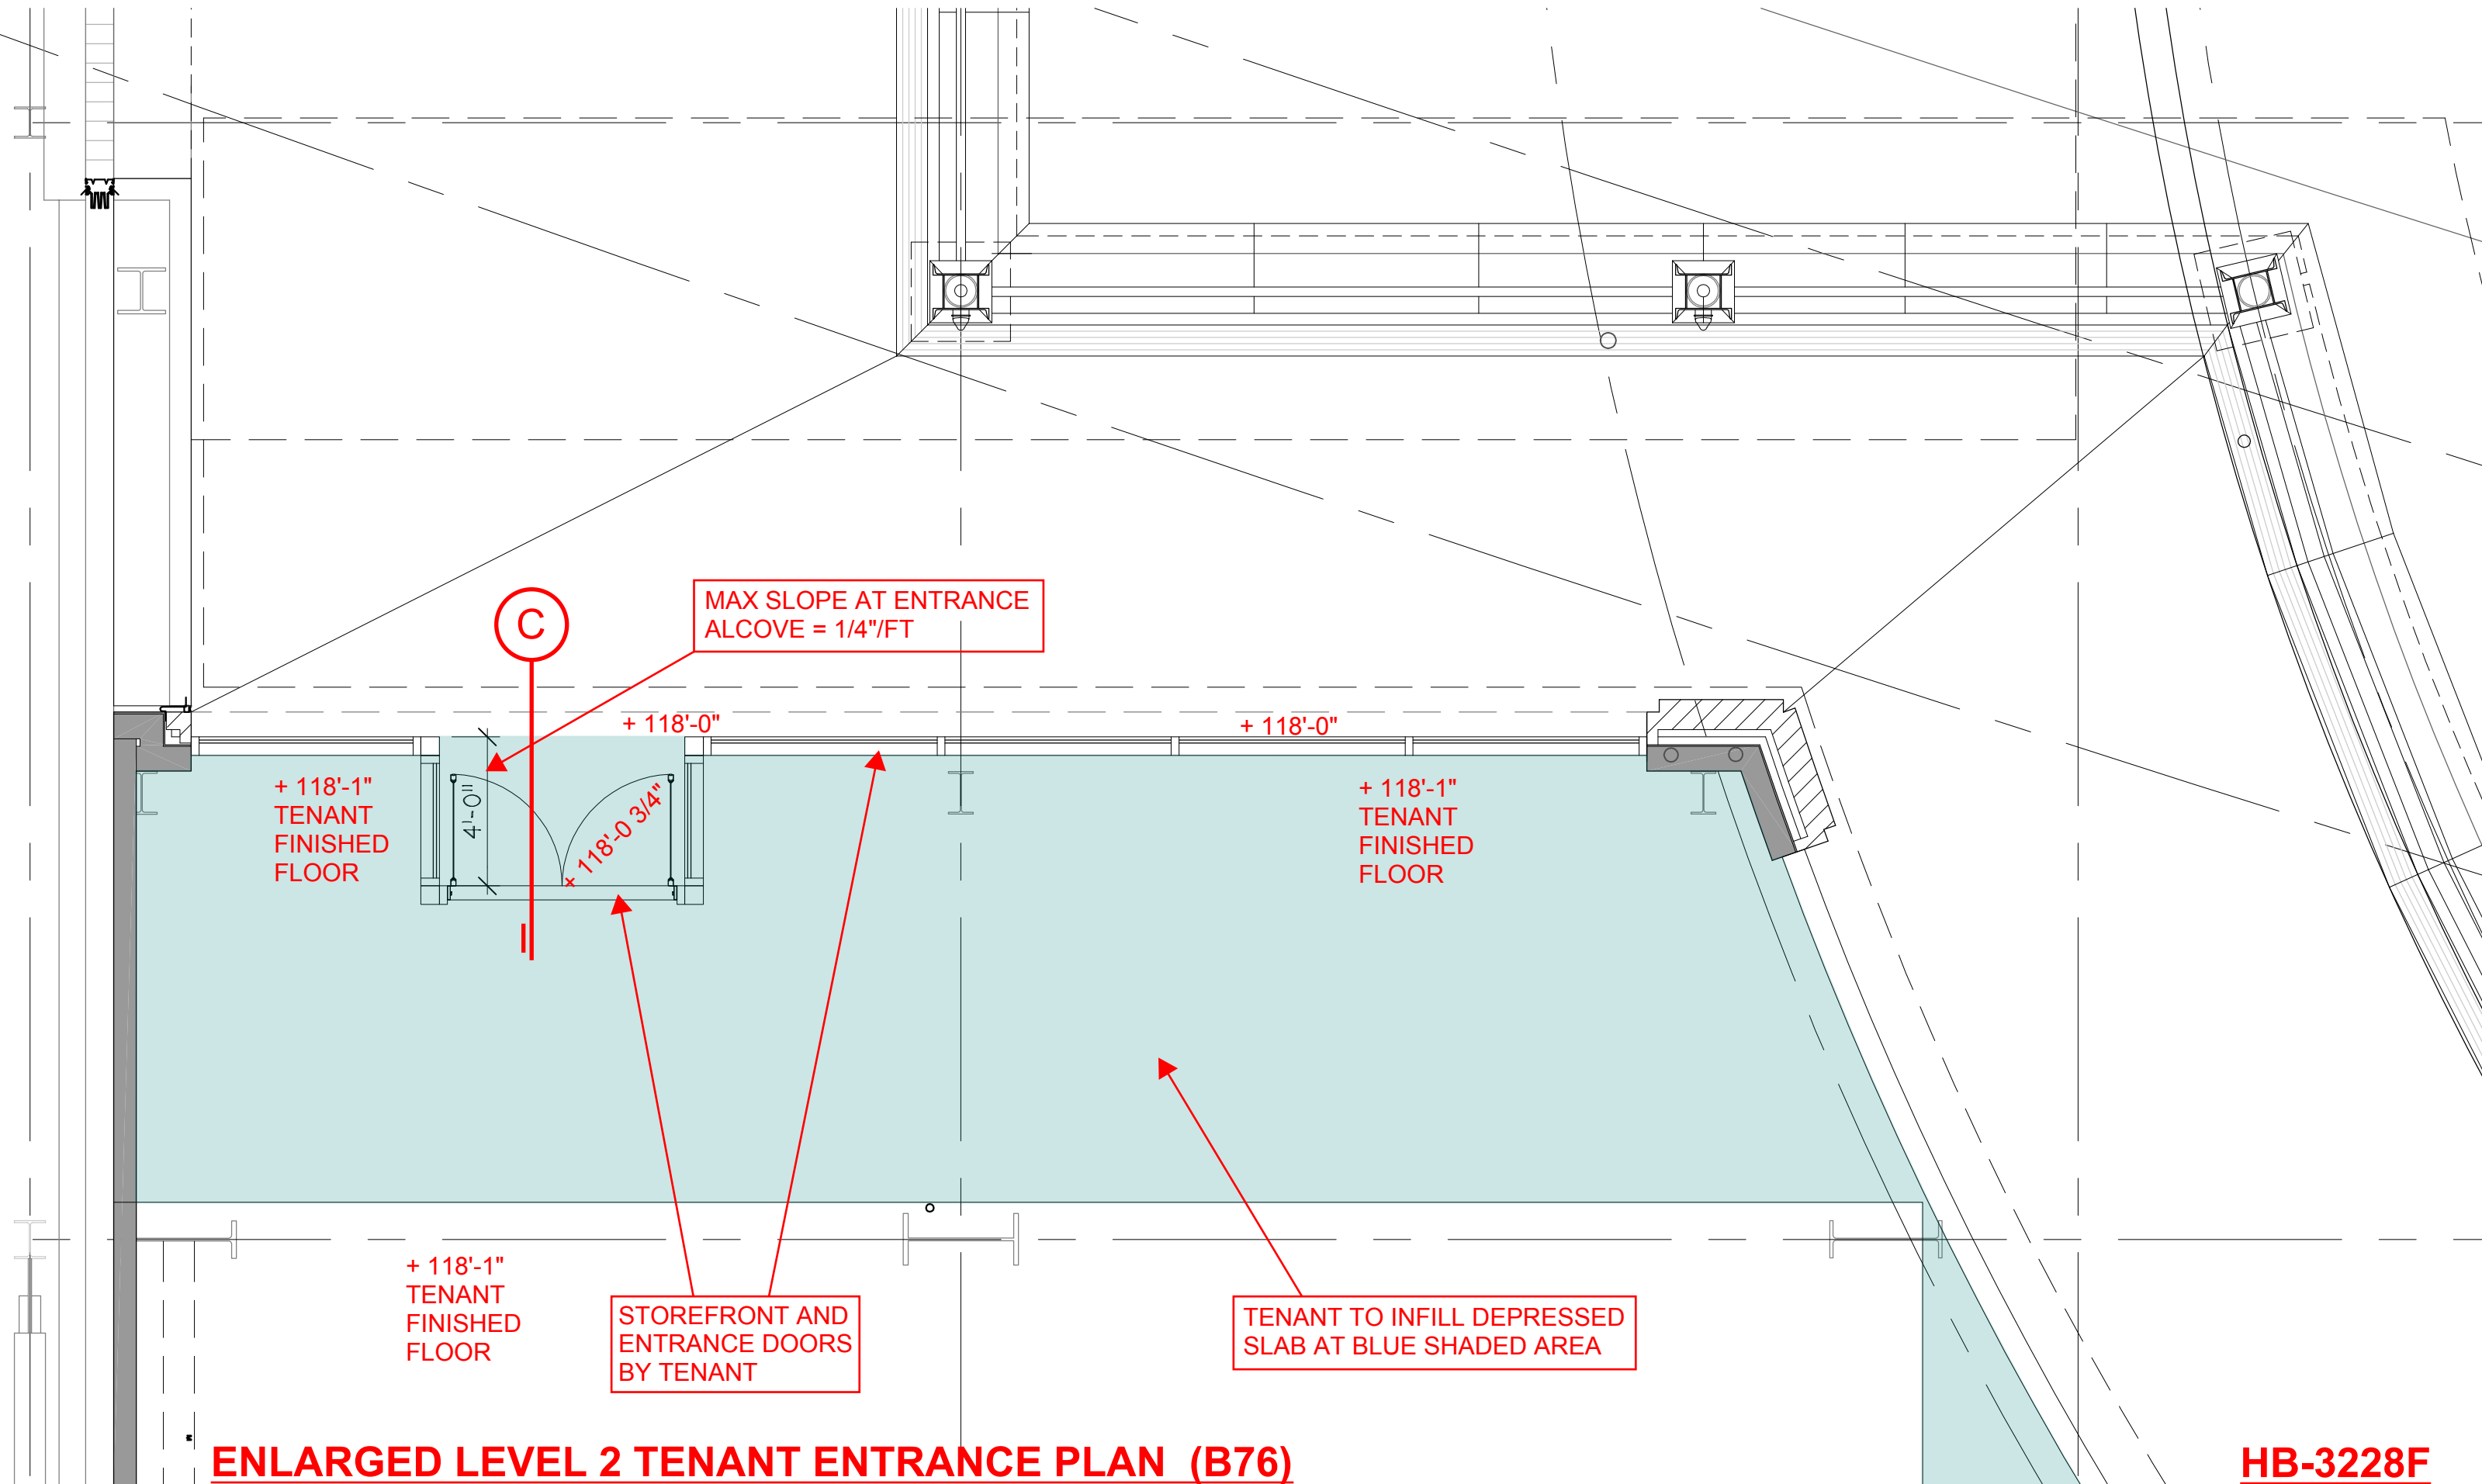 C
MAX SLOPE AT ENTRANCE
ALCOVE = 1/4"/FT
+ 118'-0"
+ 118'-0"
+ 118'-1"
TENANT
FINISHED
FLOOR
4'-0"
+ 118'-0 3/4"
+ 118'-1"
TENANT
FINISHED
FLOOR
+ 118'-1"
TENANT
FINISHED
FLOOR
STOREFRONT AND
ENTRANCE DOORS
BY TENANT
TENANT TO INFILL DEPRESSED
SLAB AT BLUE SHADED AREA
ENLARGED LEVEL 2 TENANT ENTRANCE PLAN (B76)
HB-3228F